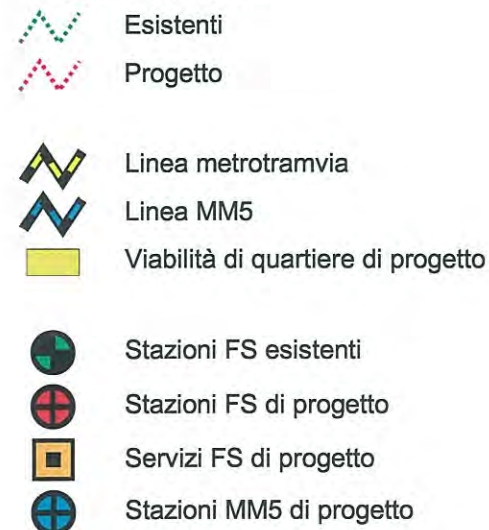 Esistenti
Progetto
Linea metrotramvia
Linea MM5
Viabilità di quartiere di progetto
Stazioni FS esistenti
Stazioni FS di progetto
Servizi FS di progetto
Stazioni MM5 di progetto